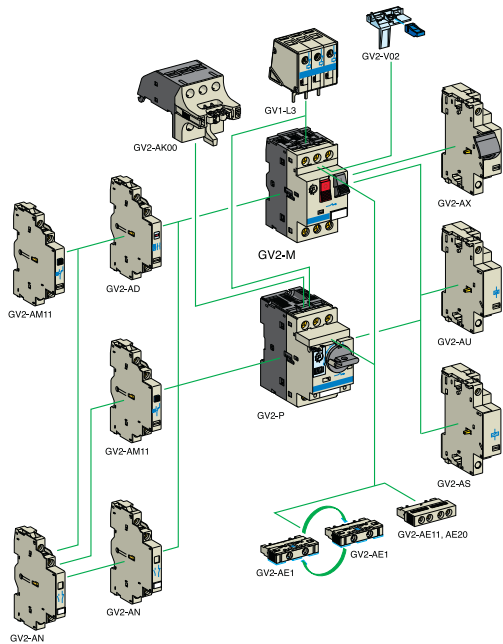 GV2-V02
GV1-L3
GV2-AK00
GV2-AX
GV2-M
GV2-AM11
GV2-AD
GV2-AU
GV2-P
GV2-AM11
GV2-AS
GV2-AE11, AE20
GV2-AE1
GV2-AE1
GV2-AN
GV2-AN